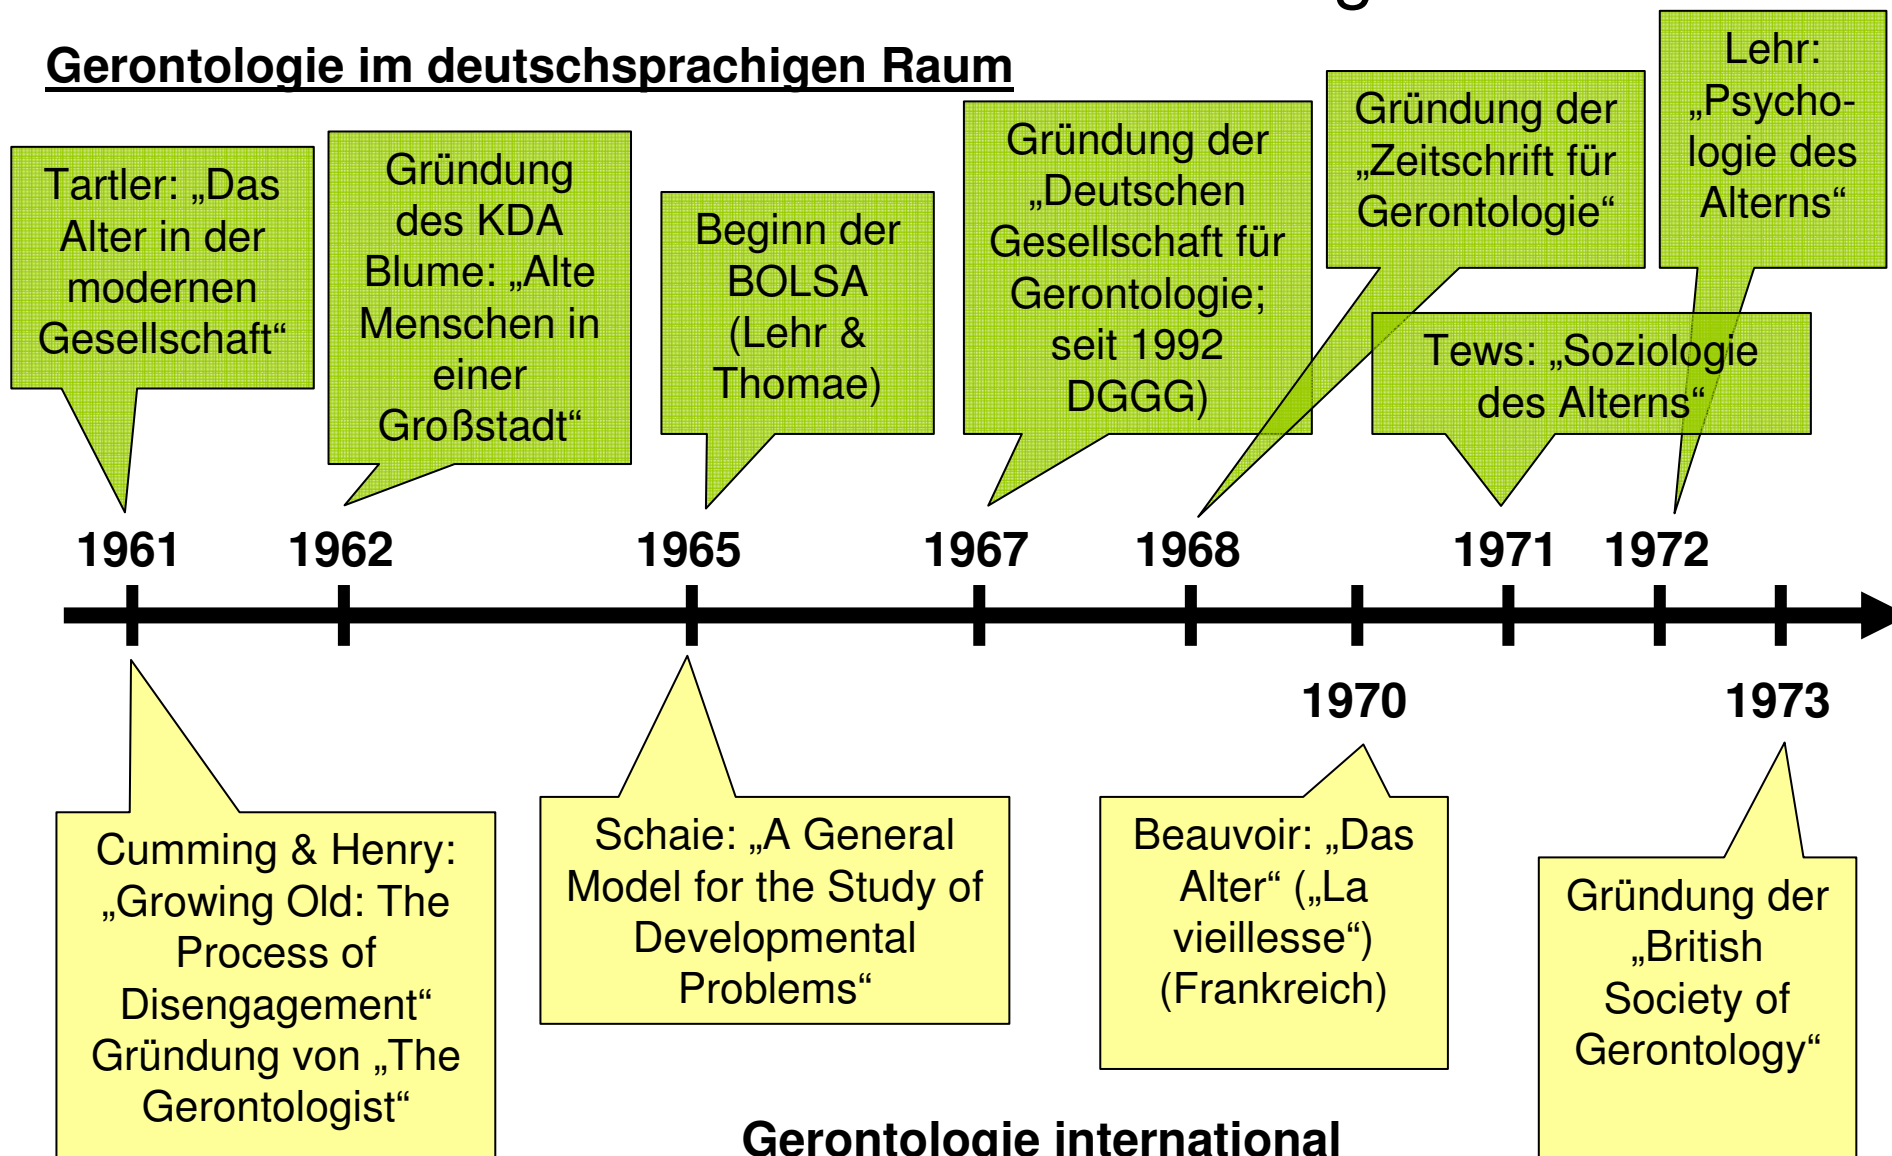 Gerontologie im deutschsprachigen Raum
Tartler: „Das
Alter in der
modernen
Gesellschaft“
Gründung
des KDA
Blume: „Alte
Menschen in
einer
Großstadt“
Beginn der
BOLSA
(Lehr &
Thomae)
Gründung der
„Deutschen
Gesellschaft für
Gerontologie;
seit 1992
DGGG)
Gründung der
„Zeitschrift für
Gerontologie“
Lehr:
„Psycho-
logie des
Alterns“
Tews: „Soziologie
des Alterns“
1961 1962 1965 1967 1968 1971 1972
1970 1973
Cumming & Henry:
„Growing Old: The
Process of
Disengagement“
Gründung von „The
Gerontologist“
Schaie: „A General
Model for the Study of
Developmental
Problems“
Beauvoir: „Das
Alter“ („La
vieillesse“)
(Frankreich)
Gründung der
„British
Society of
Gerontology“
Gerontologie international